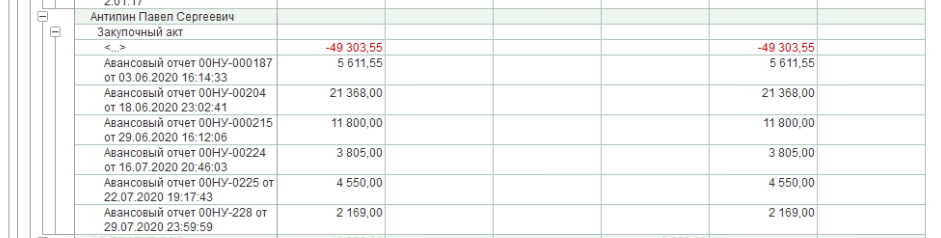 2.01.17
Антипин Павел Сергеевич
Закупочный акт
<...> -49 303,55 -49 303,55
Авансовый отчет 00НУ-000187 5 611,55 5 611,55
от 03.06.2020 16:14:33
Авансовый отчет 00НУ-00204 21 368,00 21 368,00
от 18.06.2020 23:02:41
Авансовый отчет 00НУ-000215 11 800,00 11 800,00
от 29.06.2020 16:12:06
Авансовый отчет 00НУ-00224 3 805,00 3 805,00
от 16.07.2020 20:46:03
Авансовый отчет 00НУ-0225 от 4 550,00 4 550,00
22.07.2020 19:17:43
Авансовый отчет 00НУ-228 от 2 169,00 2 169,00
29.07.2020 23:59:59